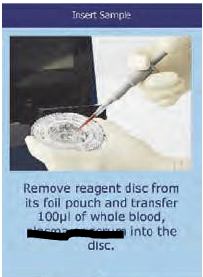 Insert Sample
Remove reagent disc from
its foil pouch and transfer
100µl of whole blood,
into the
disc.